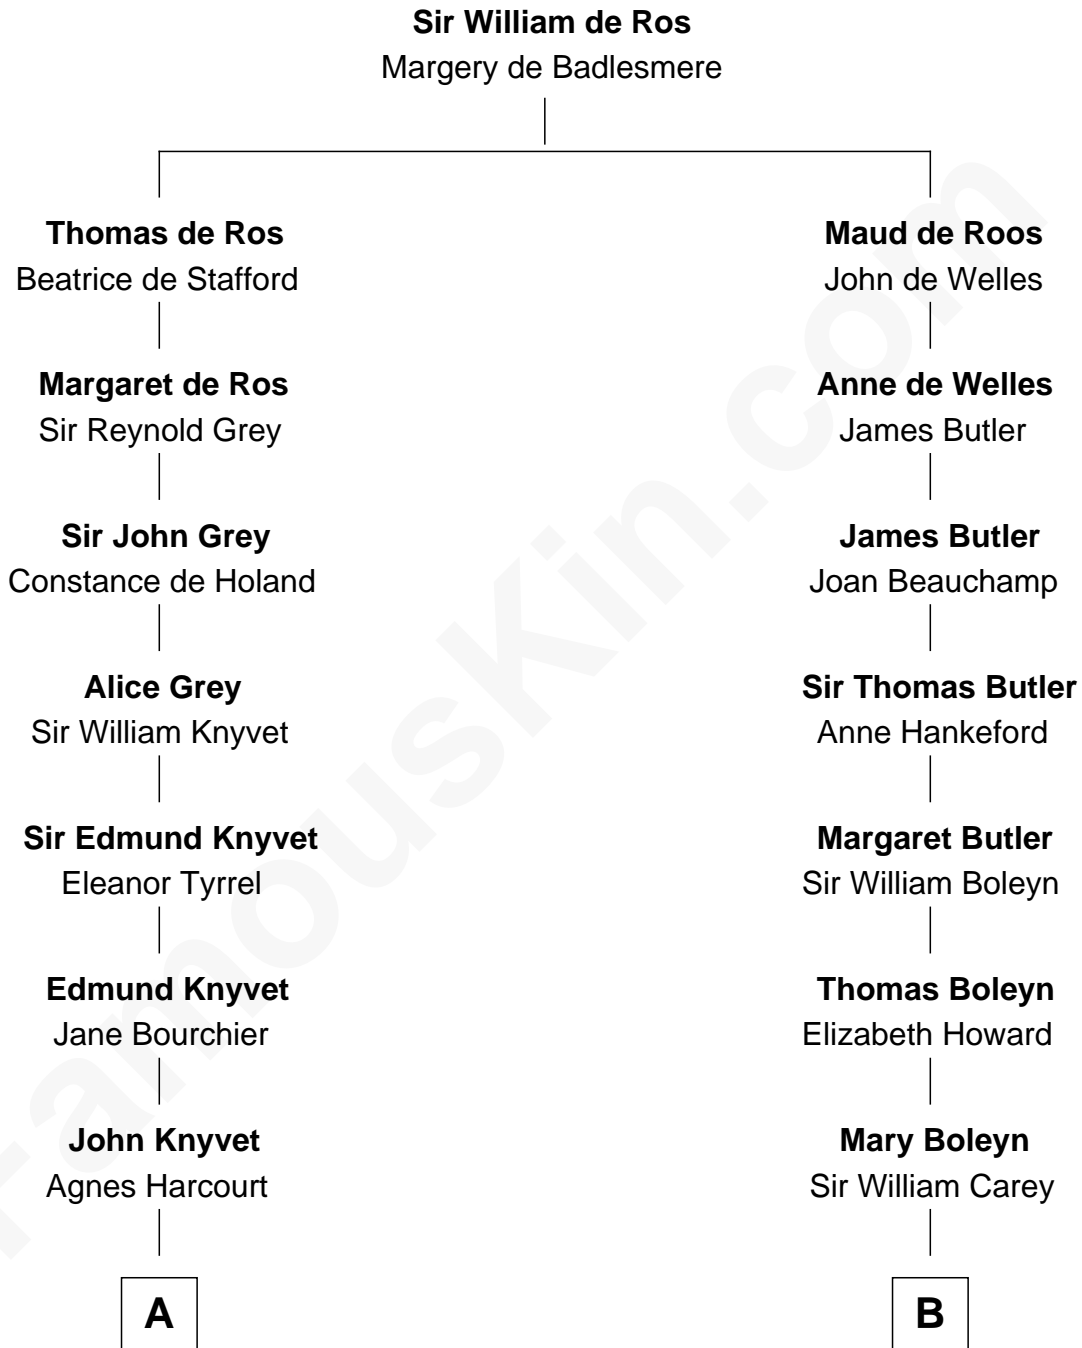 Sir William de Ros
Margery de Badlesmere
Thomas de Ros
Beatrice de Stafford
Margaret de Ros
Sir Reynold Grey
Sir John Grey
Constance de Holand
Alice Grey
Sir William Knyvet
Sir Edmund Knyvet
Eleanor Tyrrel
Edmund Knyvet
Jane Bourchier
John Knyvet
Agnes Harcourt
A
Maud de Roos
John de Welles
Anne de Welles
James Butler
James Butler
Joan Beauchamp
Sir Thomas Butler
Anne Hankeford
Margaret Butler
Sir William Boleyn
Thomas Boleyn
Elizabeth Howard
Mary Boleyn
Sir William Carey
B
FamousKin.com